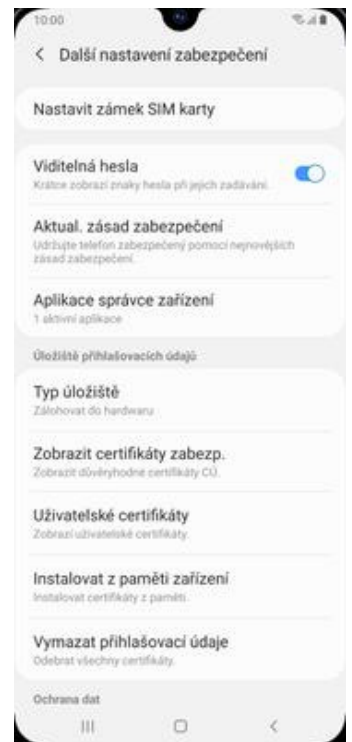 10:00
Další nastavení zabezpečení
Nastavit zámek SIM karty
Viditelná hesla
Krátce zobrazí znaky hesla při jejich zadávání.
Aktual. zásad zabezpečení
Udržujte telefon zabezpečený pomocí nejnovějších
zásad zabezpečení.
Aplikace správce zařízení
1 aktivní aplikace
Úložiště přihlašovacích údajů
Typ úložiště
Zálohovat do hardwaru
Zobrazit certifikáty zabezp.
Zobrazit důvěryhodné certifikáty CÚ.
Uživatelské certifikáty
Zobrazí uživatelské certifikáty.
Instalovat z paměti zařízení
Instalovat certifikáty z paměti.
Vymazat přihlašovací údaje
Odebrat všechny certifikáty.
Ochrana dat